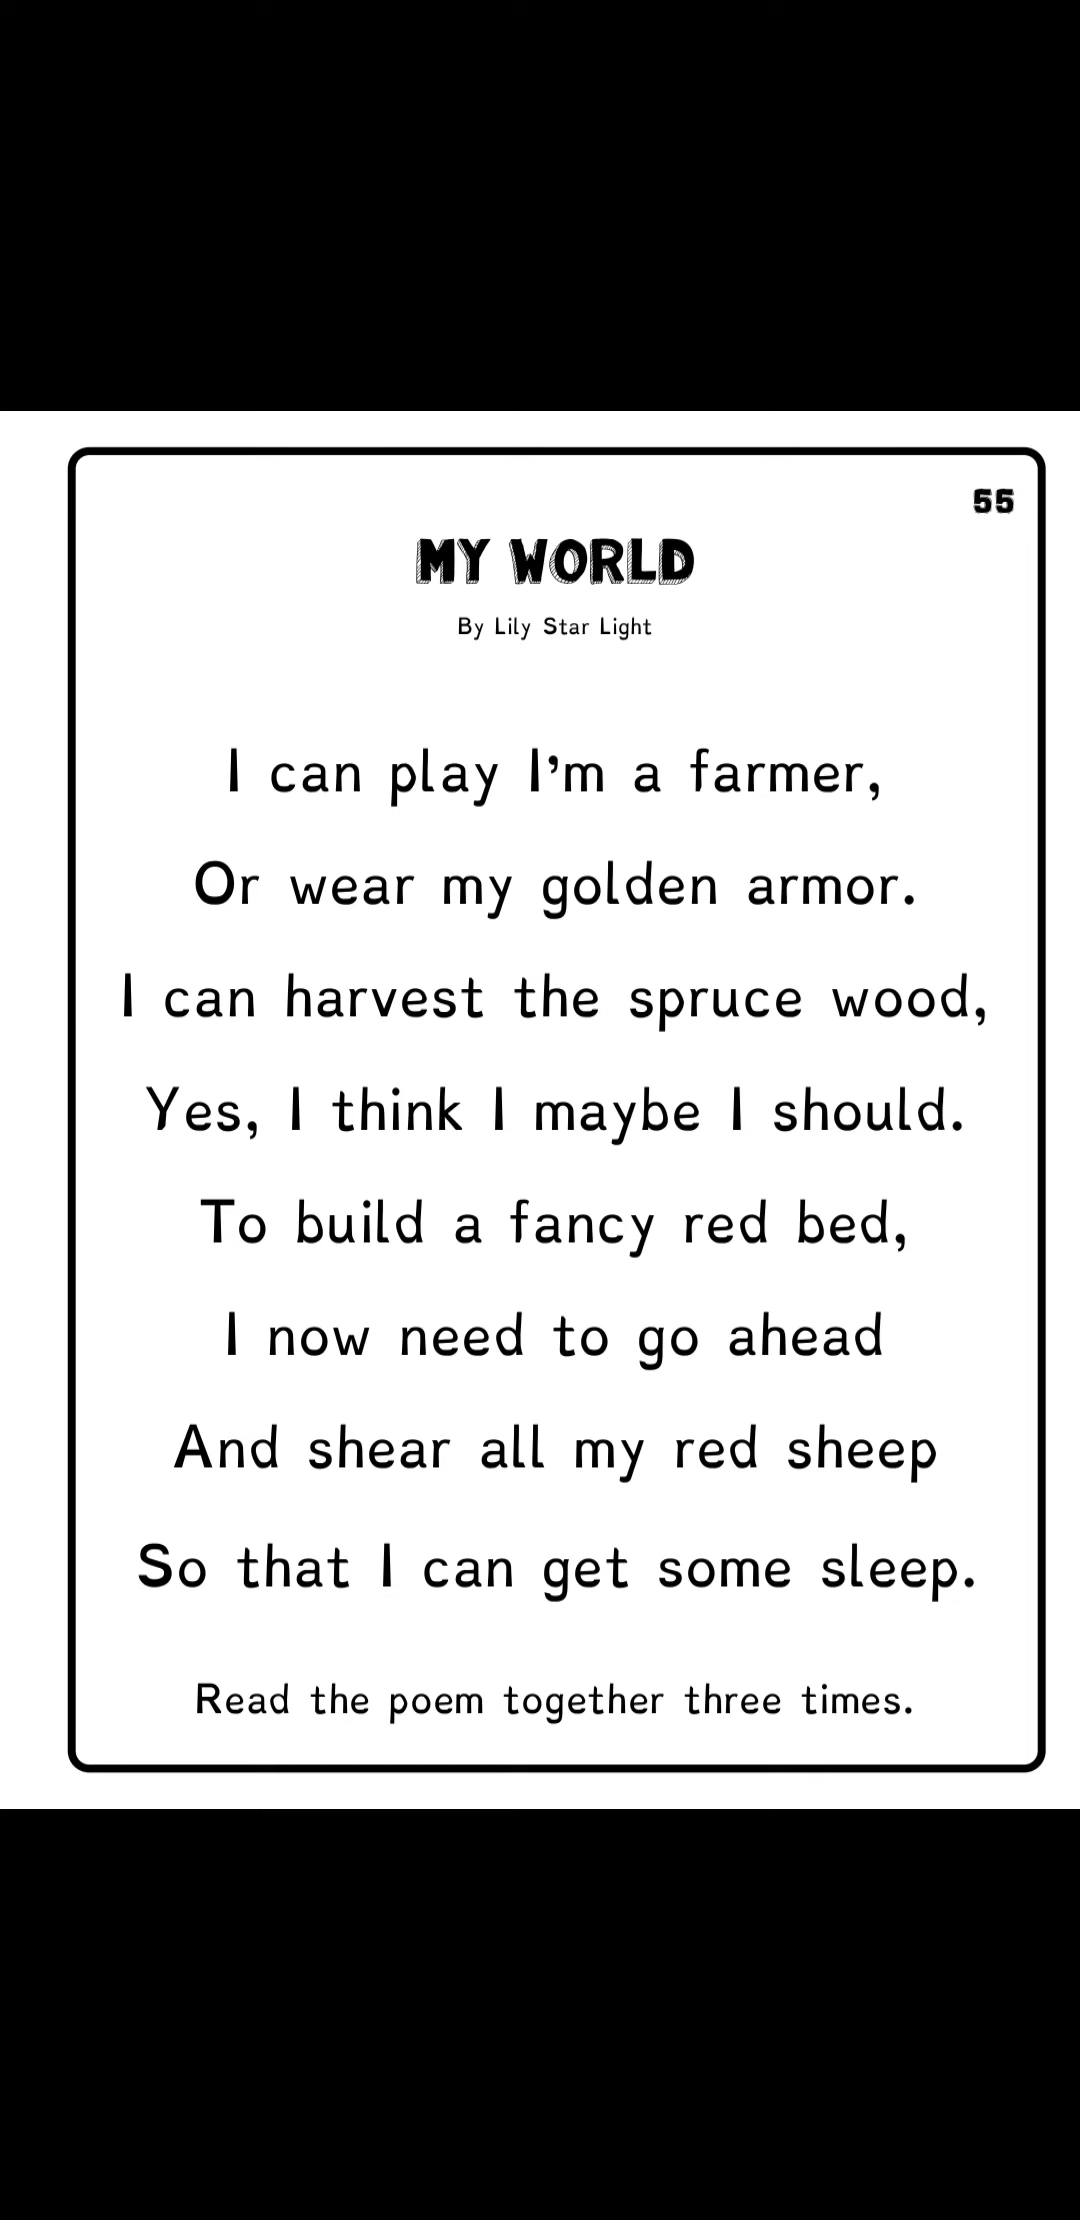 55
MY WORLD
By Lily Star Light
I can play I'm a farmer,
Or wear my golden armor.
I can harvest the spruce wood,
Yes, I think I maybe I should.
To build a fancy red bed,
I now need to go ahead
And shear all my red sheep
So that I can get some sleep.
Read the poem together three times.